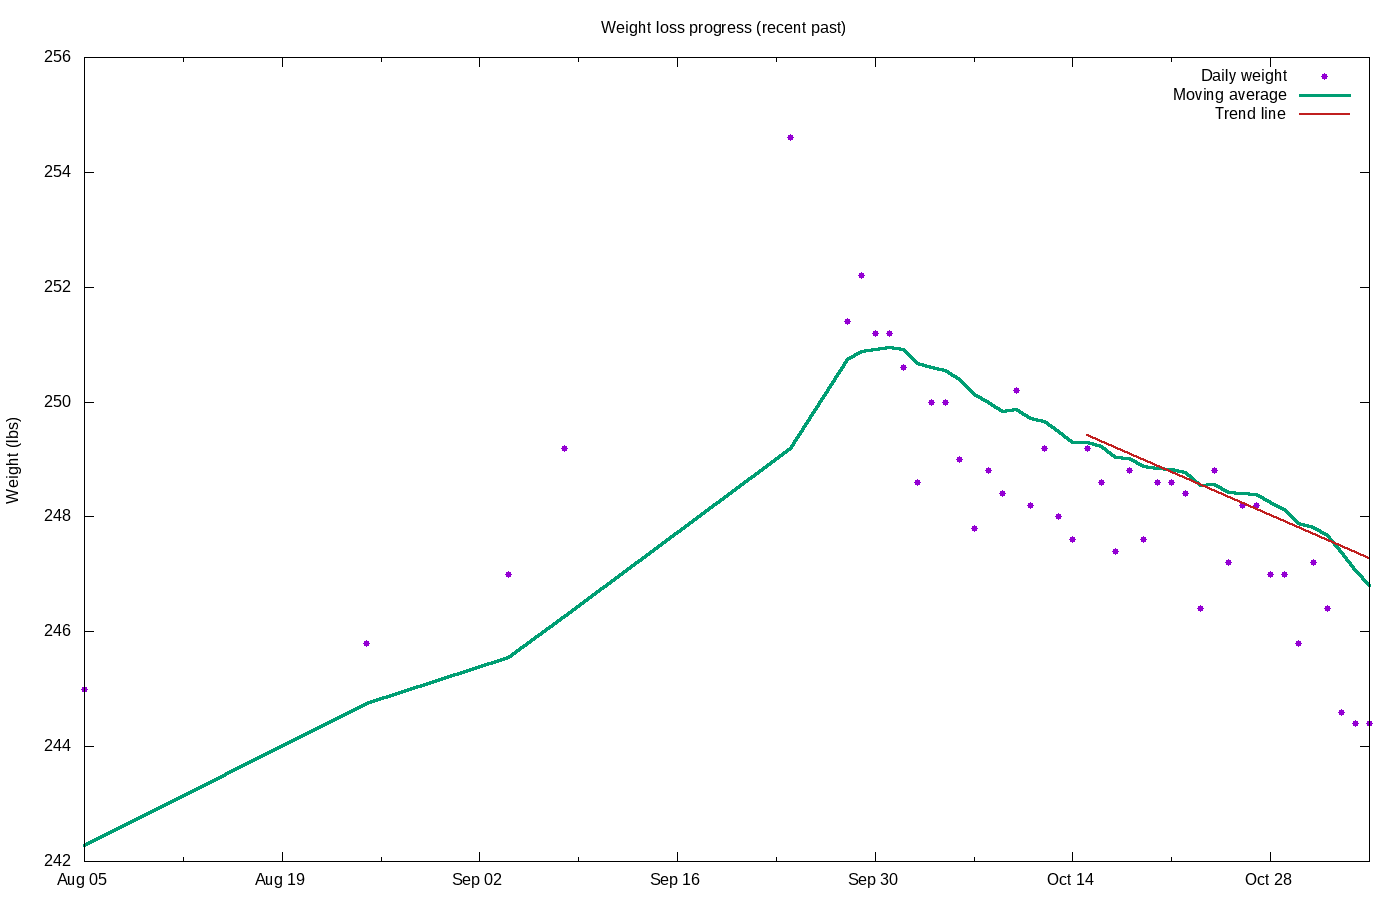 Weight loss progress (recent past)
256
254
252
250
248
246
244
242
Weight (lbs)
Daily weight
Moving average
Trend line
Aug 05 Aug 19 Sep 02 Sep 16 Sep 30 Oct 14 Oct 28